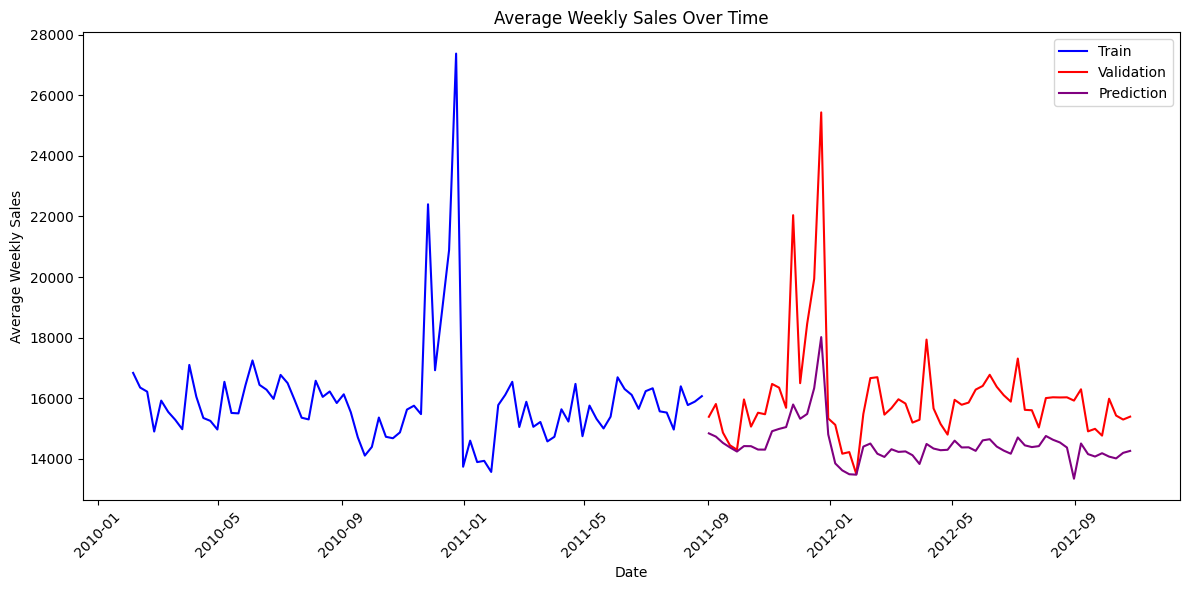 Average Weekly Sales Over Time
Train
Validation
Prediction
Average Weekly Sales
28000
26000
24000
22000
20000
18000
16000
14000
2010-01
2010-05
2010-09
2011-01
2011-05
2011-09
2012-01
2012-05
2012-09
Date